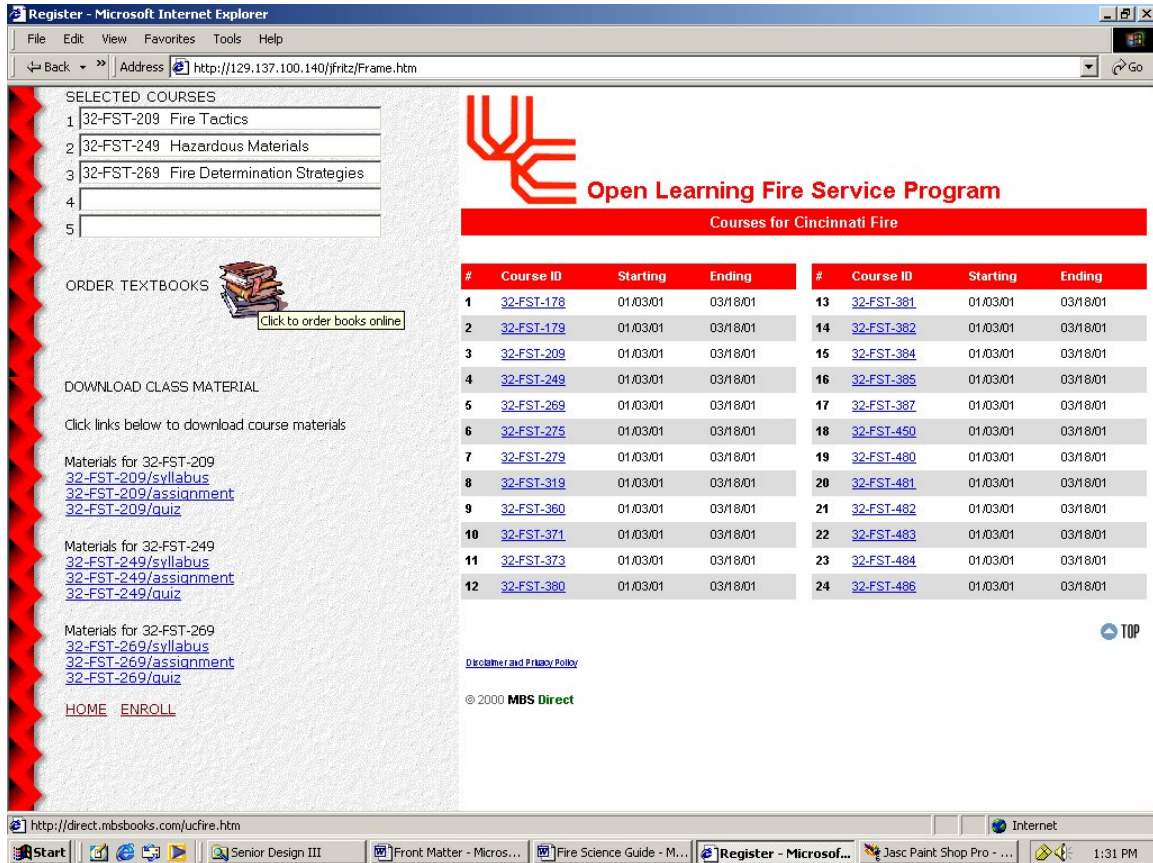 Register - Microsoft Internet Explorer
File Edit View Favorites Tools Help
Back » Address http://129.137.100.140/jfritz/Frame.htm Go
SELECTED COURSES
1 32-FST-209 Fire Tactics
2 32-FST-249 Hazardous Materials
3 32-FST-269 Fire Determination Strategies
4
5
ORDER TEXTBOOKS
Click to order books online
DOWNLOAD CLASS MATERIAL
Click links below to download course materials
Materials for 32-FST-209
32-FST-209/syllabus
32-FST-209/assignment
32-FST-209/quiz
Materials for 32-FST-249
32-FST-249/syllabus
32-FST-249/assignment
32-FST-249/quiz
Materials for 32-FST-269
32-FST-269/syllabus
32-FST-269/assignment
32-FST-269/quiz
HOME ENROLL
UC Open Learning Fire Service Program
Courses for Cincinnati Fire
# Course ID Starting Ending # Course ID Starting Ending
1 32-FST-178 01/03/01 03/18/01 13 32-FST-381 01/03/01 03/18/01
2 32-FST-179 01/03/01 03/18/01 14 32-FST-382 01/03/01 03/18/01
3 32-FST-209 01/03/01 03/18/01 15 32-FST-384 01/03/01 03/18/01
4 32-FST-249 01/03/01 03/18/01 16 32-FST-385 01/03/01 03/18/01
5 32-FST-269 01/03/01 03/18/01 17 32-FST-387 01/03/01 03/18/01
6 32-FST-275 01/03/01 03/18/01 18 32-FST-450 01/03/01 03/18/01
7 32-FST-279 01/03/01 03/18/01 19 32-FST-480 01/03/01 03/18/01
8 32-FST-319 01/03/01 03/18/01 20 32-FST-481 01/03/01 03/18/01
9 32-FST-360 01/03/01 03/18/01 21 32-FST-482 01/03/01 03/18/01
10 32-FST-371 01/03/01 03/18/01 22 32-FST-483 01/03/01 03/18/01
11 32-FST-373 01/03/01 03/18/01 23 32-FST-484 01/03/01 03/18/01
12 32-FST-380 01/03/01 03/18/01 24 32-FST-486 01/03/01 03/18/01
TOP
Disclaimer and Privacy Policy
© 2000 MBS Direct
http://direct.mbsbooks.com/ucfire.htm Internet
Start Senior Design III Front Matter - Micros... Fire Science Guide - M... Register - Microsof... Jasc Paint Shop Pro - ... 1:31 PM